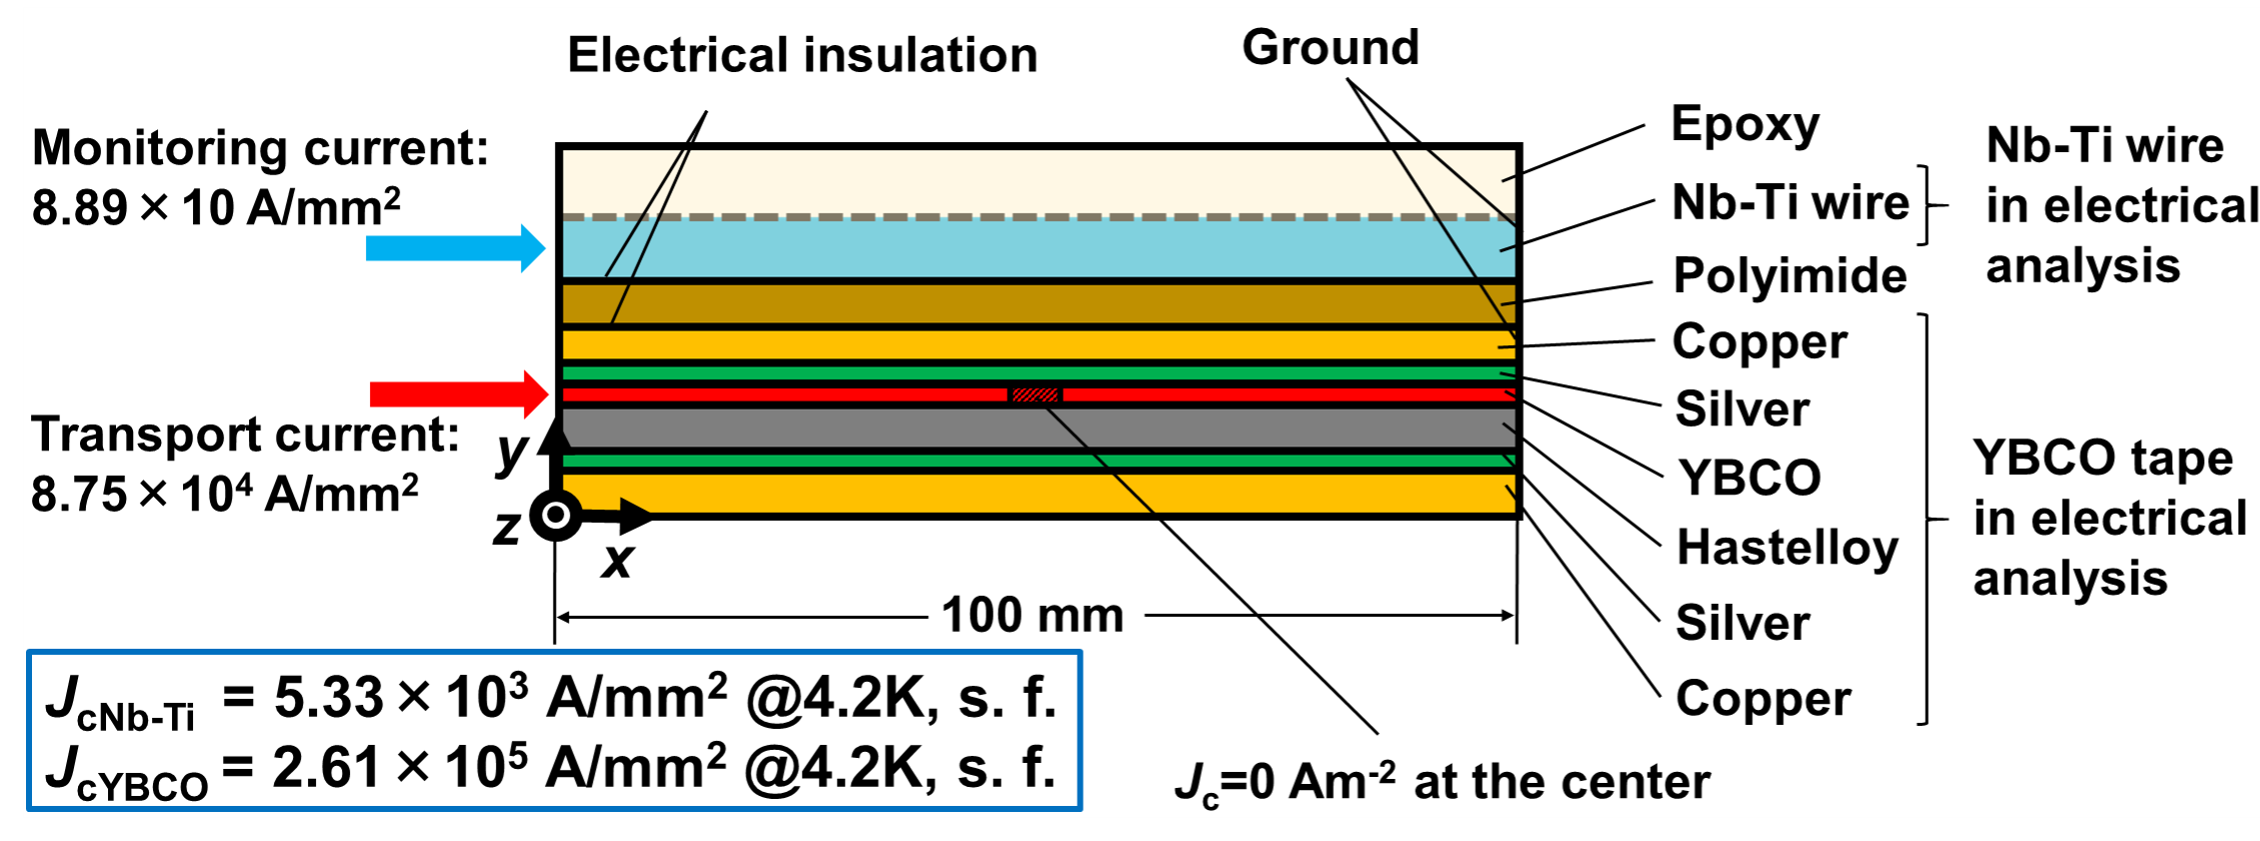 Electrical insulation
Ground
Monitoring current:
8.89 × 10 A/mm²
Epoxy
Nb-Ti wire
Polyimide
Copper
Silver
YBCO
Hastelloy
Silver
Copper
Nb-Ti wire
in electrical
analysis
YBCO tape
in electrical
analysis
Transport current:
8.75 × 10⁴ A/mm²
y
z
x
100 mm
JcNb-Ti = 5.33 × 10³ A/mm² @4.2K, s. f.
JcYBCO = 2.61 × 10⁵ A/mm² @4.2K, s. f.
Jc=0 Am⁻² at the center